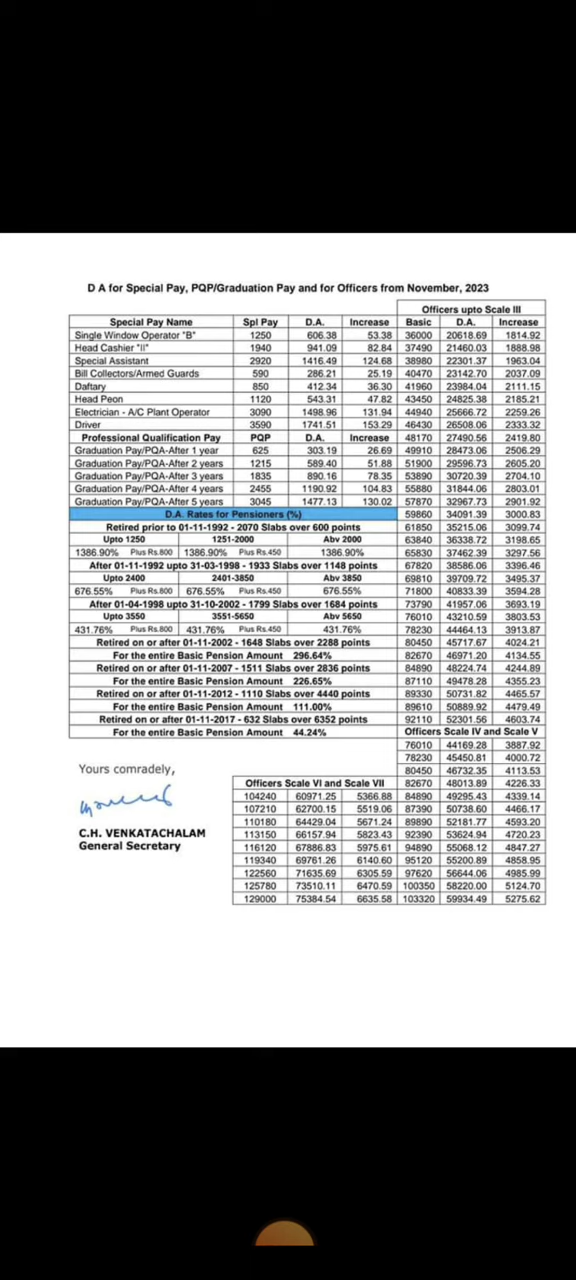 D A for Special Pay, PQP/Graduation Pay and for Officers from November, 2023
Officers upto Scale III
Special Pay Name Spl Pay D.A. Increase Basic D.A. Increase
Single Window Operator "B" 1250 606.38 53.38 36000 20618.69 1814.92
Head Cashier "II" 1940 941.09 82.84 37490 21460.03 1888.98
Special Assistant 2920 1416.49 124.68 38980 22301.37 1963.04
Bill Collectors/Armed Guards 590 286.21 25.19 40470 23142.70 2037.09
Daftary 850 412.34 36.30 41960 23984.04 2111.15
Head Peon 1120 543.31 47.82 43450 24825.38 2185.21
Electrician - A/C Plant Operator 3090 1498.96 131.94 44940 25666.72 2259.26
Driver 3590 1741.51 153.29 46430 26508.06 2333.32
Professional Qualification Pay PQP D.A. Increase 48170 27490.56 2419.80
Graduation Pay/PQA-After 1 year 625 303.19 26.69 49910 28473.06 2506.29
Graduation Pay/PQA-After 2 years 1215 589.40 51.88 51900 29596.73 2605.20
Graduation Pay/PQA-After 3 years 1835 890.16 78.35 53890 30720.39 2704.10
Graduation Pay/PQA-After 4 years 2455 1190.92 104.83 55880 31844.06 2803.01
Graduation Pay/PQA-After 5 years 3045 1477.13 130.02 57870 32967.73 2901.92
D.A. Rates for Pensioners (%) 59860 34091.39 3000.83
Retired prior to 01-11-1992 - 2070 Slabs over 600 points 61850 35215.06 3099.74
Upto 1250 1251-2000 Abv 2000 63840 36338.72 3198.65
1386.90% Plus Rs.800 1386.90% Plus Rs.450 1386.90% 65830 37462.39 3297.56
After 01-11-1992 upto 31-03-1998 - 1933 Slabs over 1148 points 67820 38586.06 3396.46
Upto 2400 2401-3850 Abv 3850 69810 39709.72 3495.37
676.55% Plus Rs.800 676.55% Plus Rs.450 676.55% 71800 40833.39 3594.28
After 01-04-1998 upto 31-10-2002 - 1799 Slabs over 1684 points 73790 41957.06 3693.19
Upto 3550 3551-5650 Abv 5650 76010 43210.59 3803.53
431.76% Plus Rs.800 431.76% Plus Rs.450 431.76% 78230 44464.13 3913.87
Retired on or after 01-11-2002 - 1648 Slabs over 2288 points 80450 45717.67 4024.21
For the entire Basic Pension Amount 296.64% 82670 46971.20 4134.55
Retired on or after 01-11-2007 - 1511 Slabs over 2836 points 84890 48224.74 4244.89
For the entire Basic Pension Amount 226.65% 87110 49478.28 4355.23
Retired on or after 01-11-2012 - 1110 Slabs over 4440 points 89330 50731.82 4465.57
For the entire Basic Pension Amount 111.00% 89610 50889.92 4479.49
Retired on or after 01-11-2017 - 632 Slabs over 6352 points 92110 52301.56 4603.74
For the entire Basic Pension Amount 44.24% Officers Scale IV and Scale V
76010 44169.28 3887.92
Yours comradely, 78230 45450.81 4000.72
80450 46732.35 4113.53
Officers Scale VI and Scale VII 82670 48013.89 4226.33
104240 60971.25 5366.88 84890 49295.43 4339.14
107210 62700.15 5519.06 87390 50738.60 4466.17
110180 64429.04 5671.24 89890 52181.77 4593.20
C.H. VENKATACHALAM 113150 66157.94 5823.43 92390 53624.94 4720.23
General Secretary 116120 67886.83 5975.61 94890 55068.12 4847.27
119340 69761.26 6140.60 95120 55200.89 4858.95
122560 71635.69 6305.59 97620 56644.06 4985.99
125780 73510.11 6470.59 100350 58220.00 5124.70
129000 75384.54 6635.58 103320 59934.49 5275.62